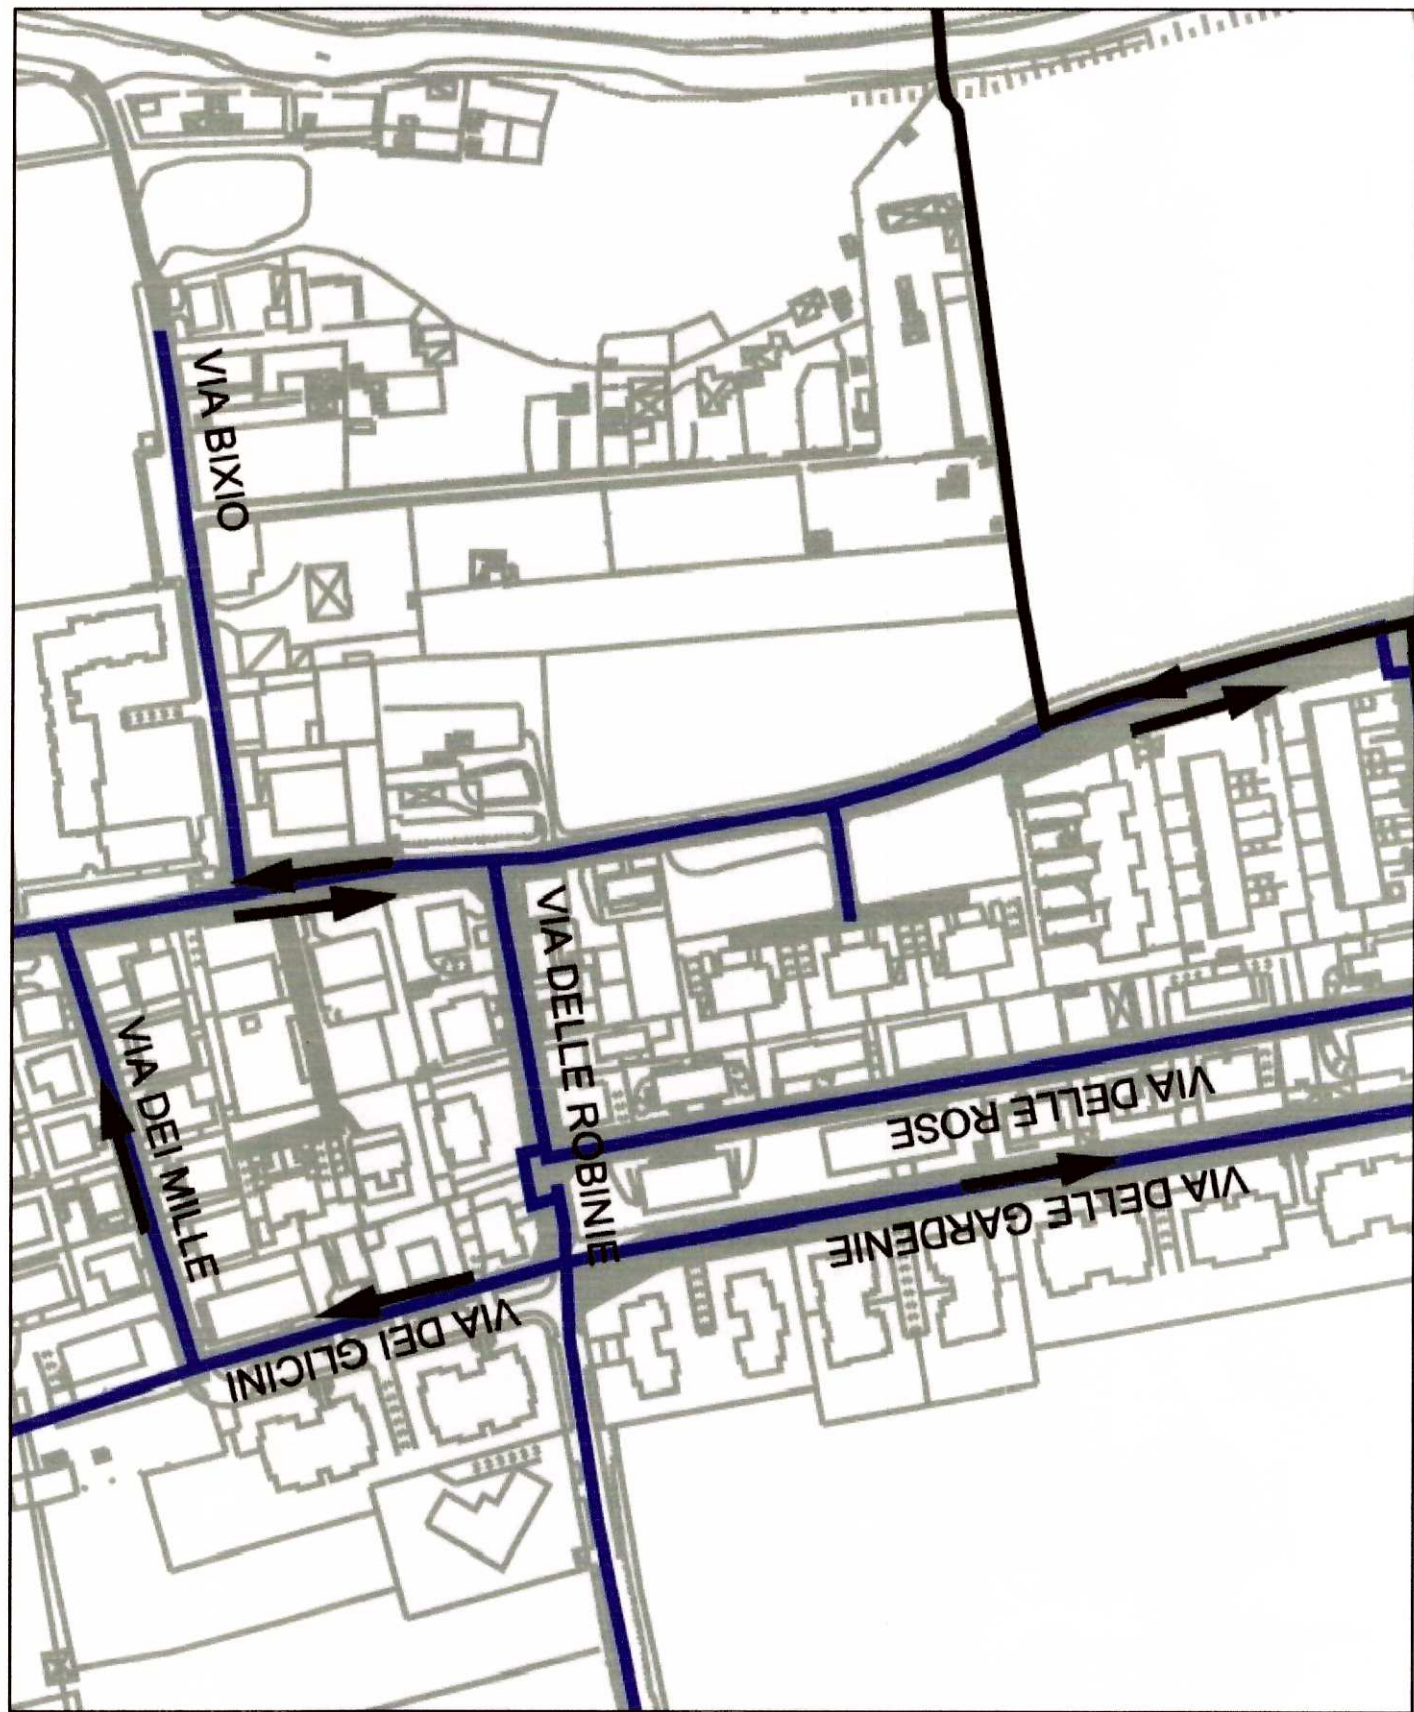 VIA BIXIO
VIA DELLE ROBINIE
VIA DEI MILLE
VIA DELLE ROSE
VIA DELLE GARDENIE
VIA DEI GLICINI